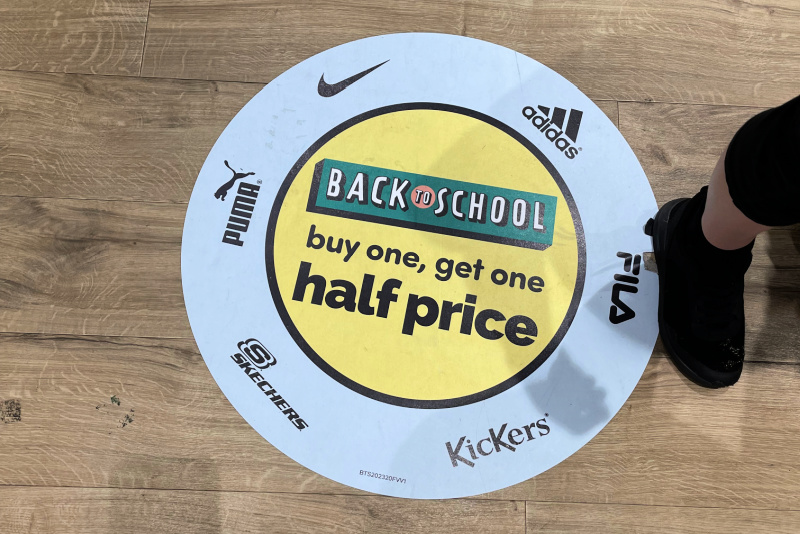 BACK TO SCHOOL
buy one, get one
half price
adidas
FILA
KicKers
SKECHERS
PUMA
BTS202320FVV1